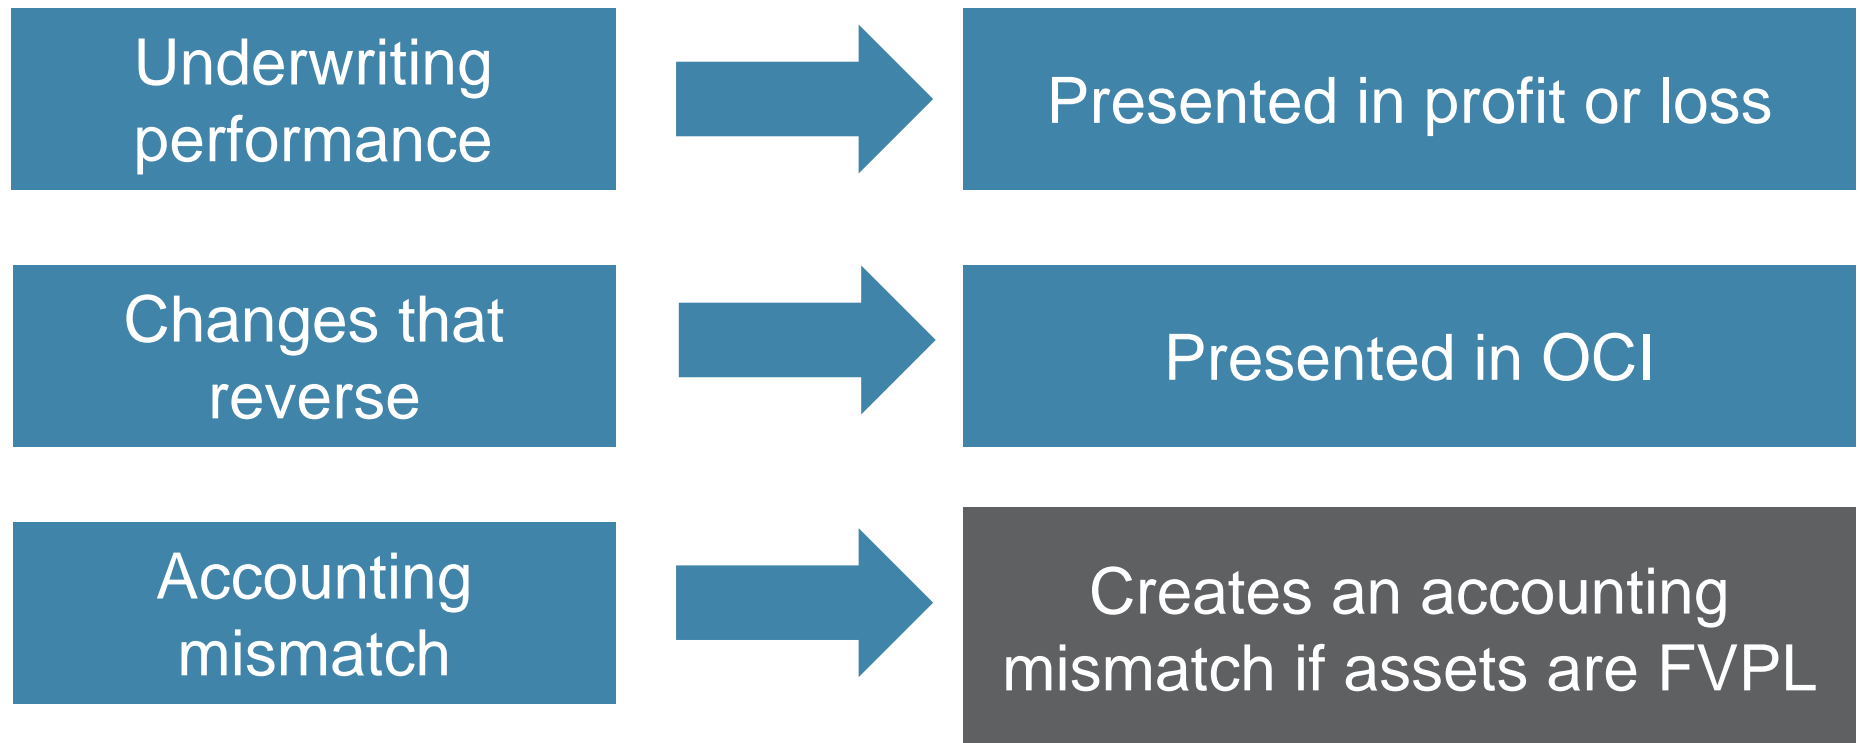 Underwriting
performance
Presented in profit or loss
Changes that
reverse
Presented in OCI
Accounting
mismatch
Creates an accounting
mismatch if assets are FVPL